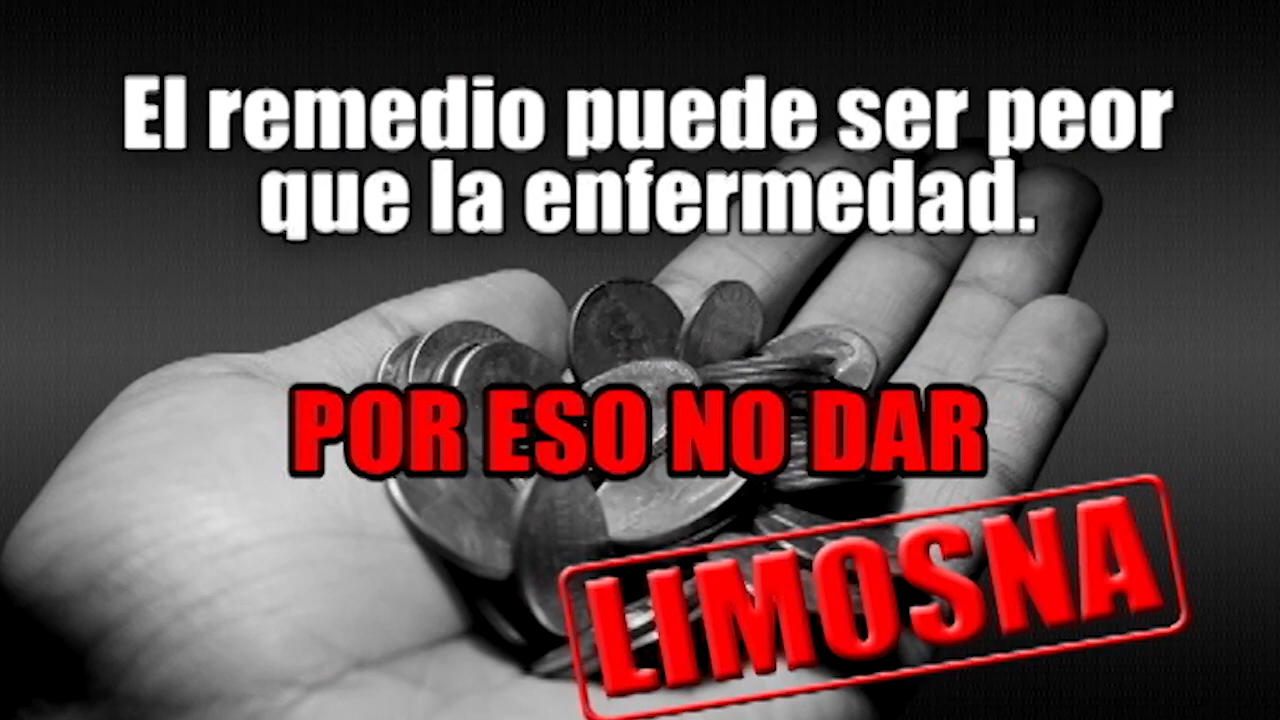 El remedio puede ser peor
que la enfermedad.
POR ESO NO DAR
LIMOSNA